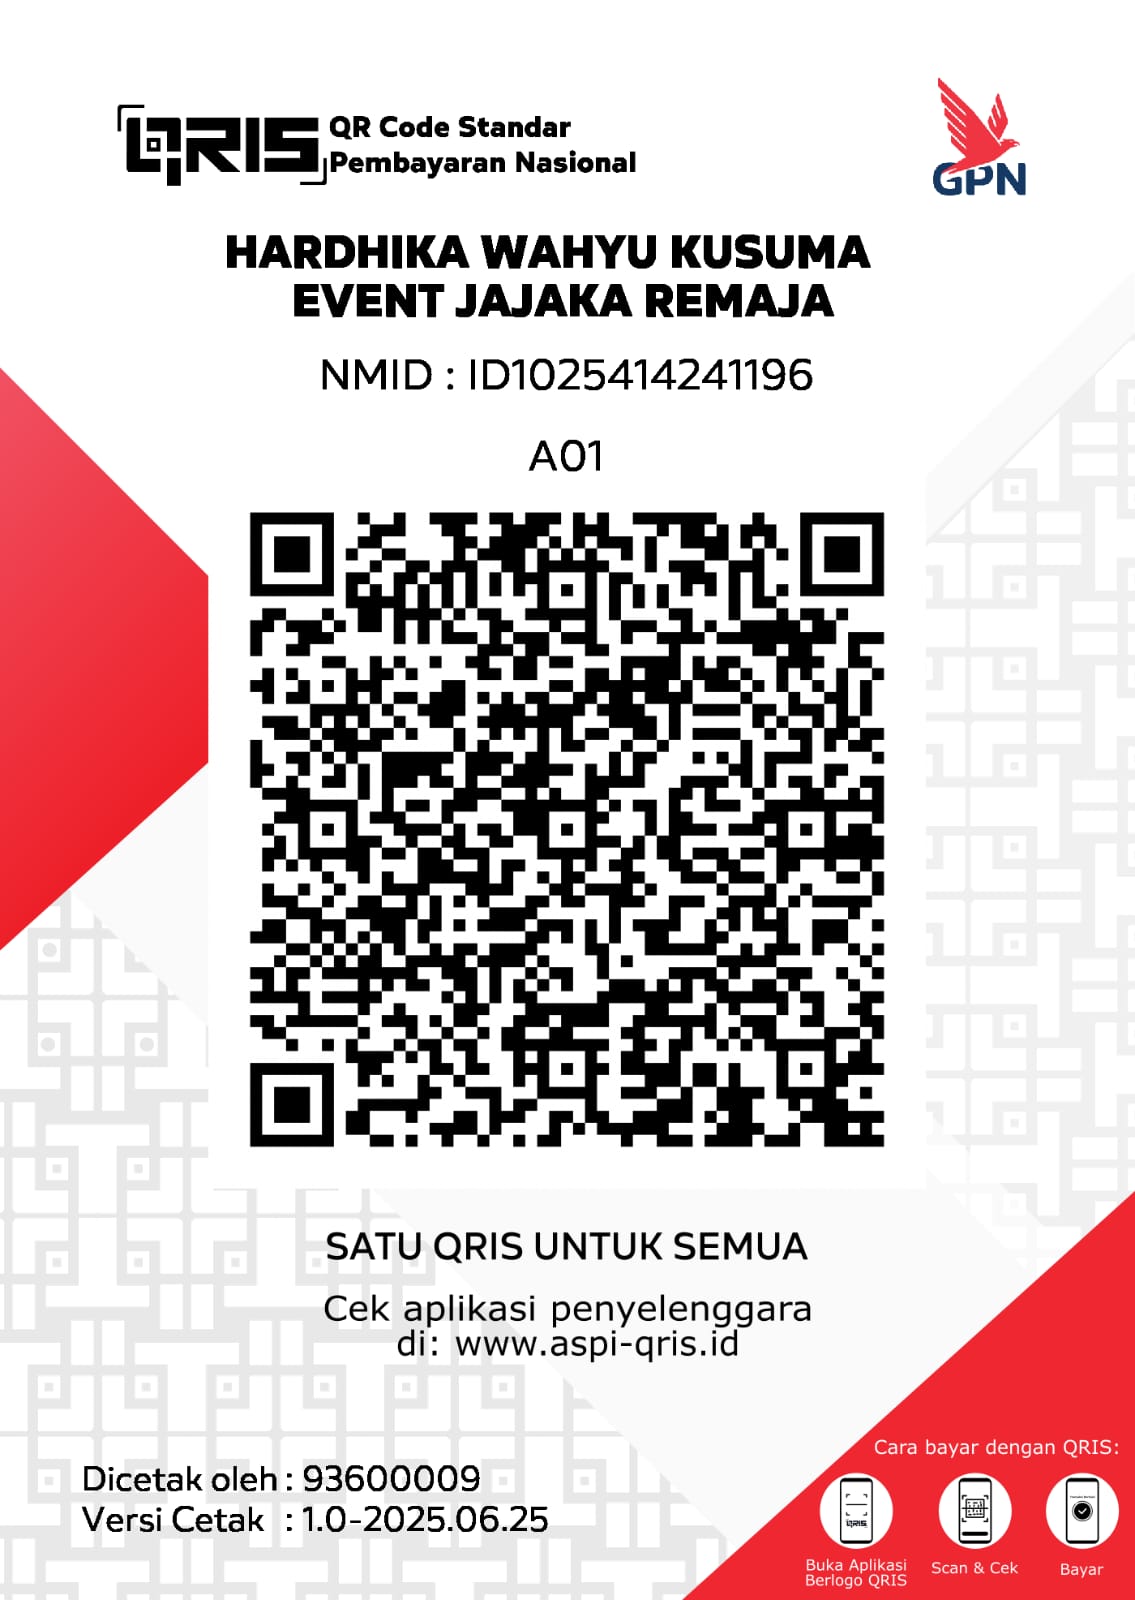 QRIS
QR Code Standar
Pembayaran Nasional
GPN
HARDHIKA WAHYU KUSUMA
EVENT JAJAKA REMAJA
NMID : ID1025414241196
A01
SATU QRIS UNTUK SEMUA
Cek aplikasi penyelenggara
di: www.aspi-qris.id
Dicetak oleh : 93600009
Versi Cetak : 1.0-2025.06.25
Cara bayar dengan QRIS:
QRIS
Buka Aplikasi
Berlogo QRIS
Scan & Cek
Bayar